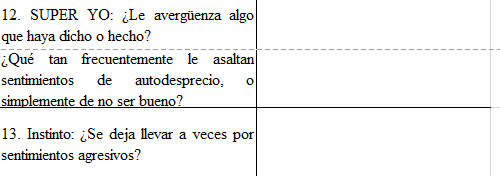 12. SUPER YO: ¿Le avergüenza algo
que haya dicho o hecho?
¿Qué tan frecuentemente le asaltan
sentimientos de autodesprecio, o
simplemente de no ser bueno?
13. Instinto: ¿Se deja llevar a veces por
sentimientos agresivos?